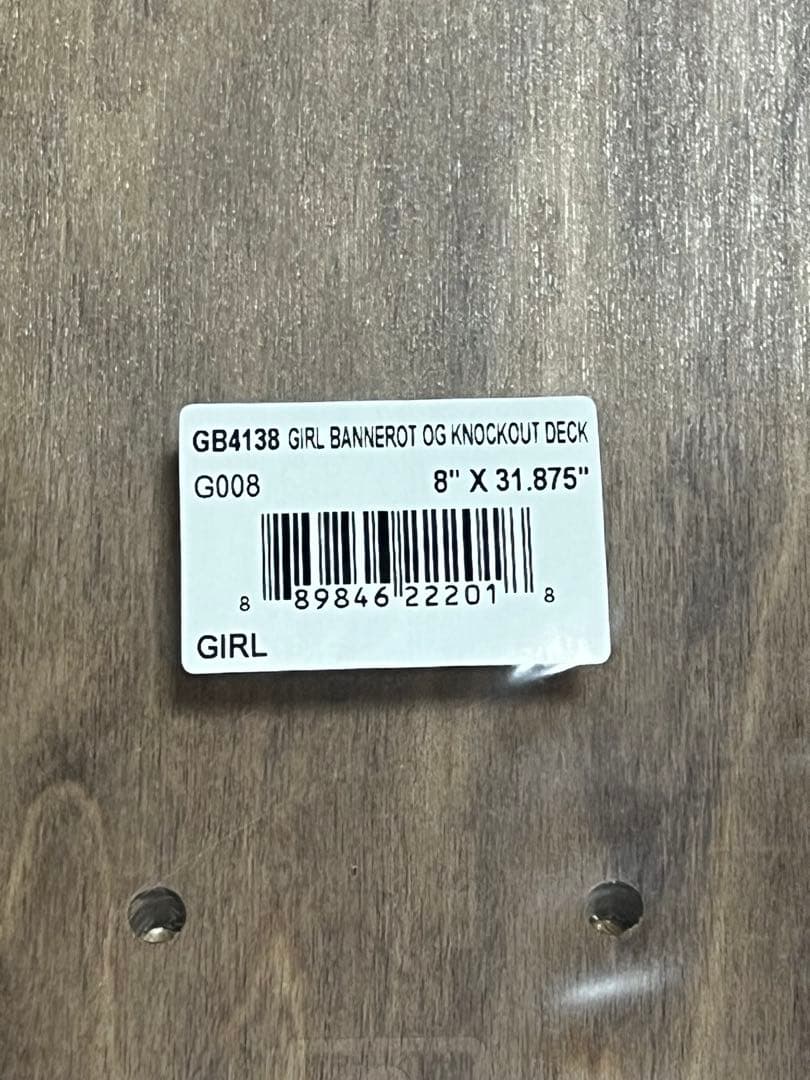 GB4138 GIRL BANNEROT OG KNOCKOUT DECK
G008 8" X 31.875"
8 89846 22201 8
GIRL